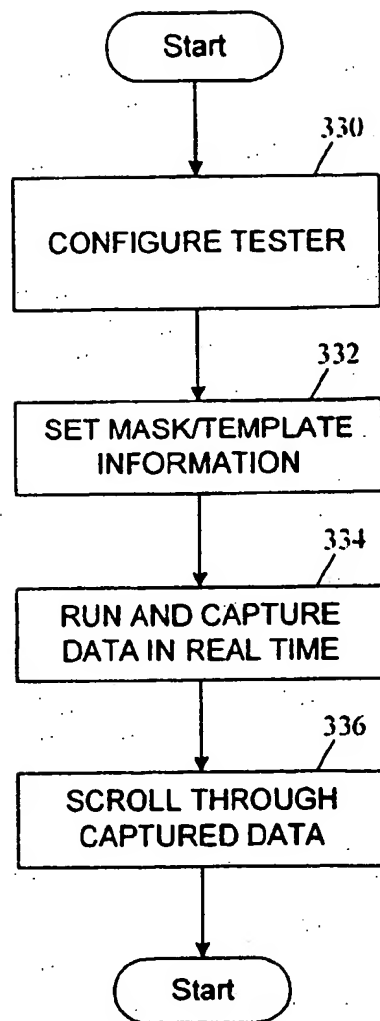 Start
330
CONFIGURE TESTER
332
SET MASK/TEMPLATE
INFORMATION
334
RUN AND CAPTURE
DATA IN REAL TIME
336
SCROLL THROUGH
CAPTURED DATA
Start